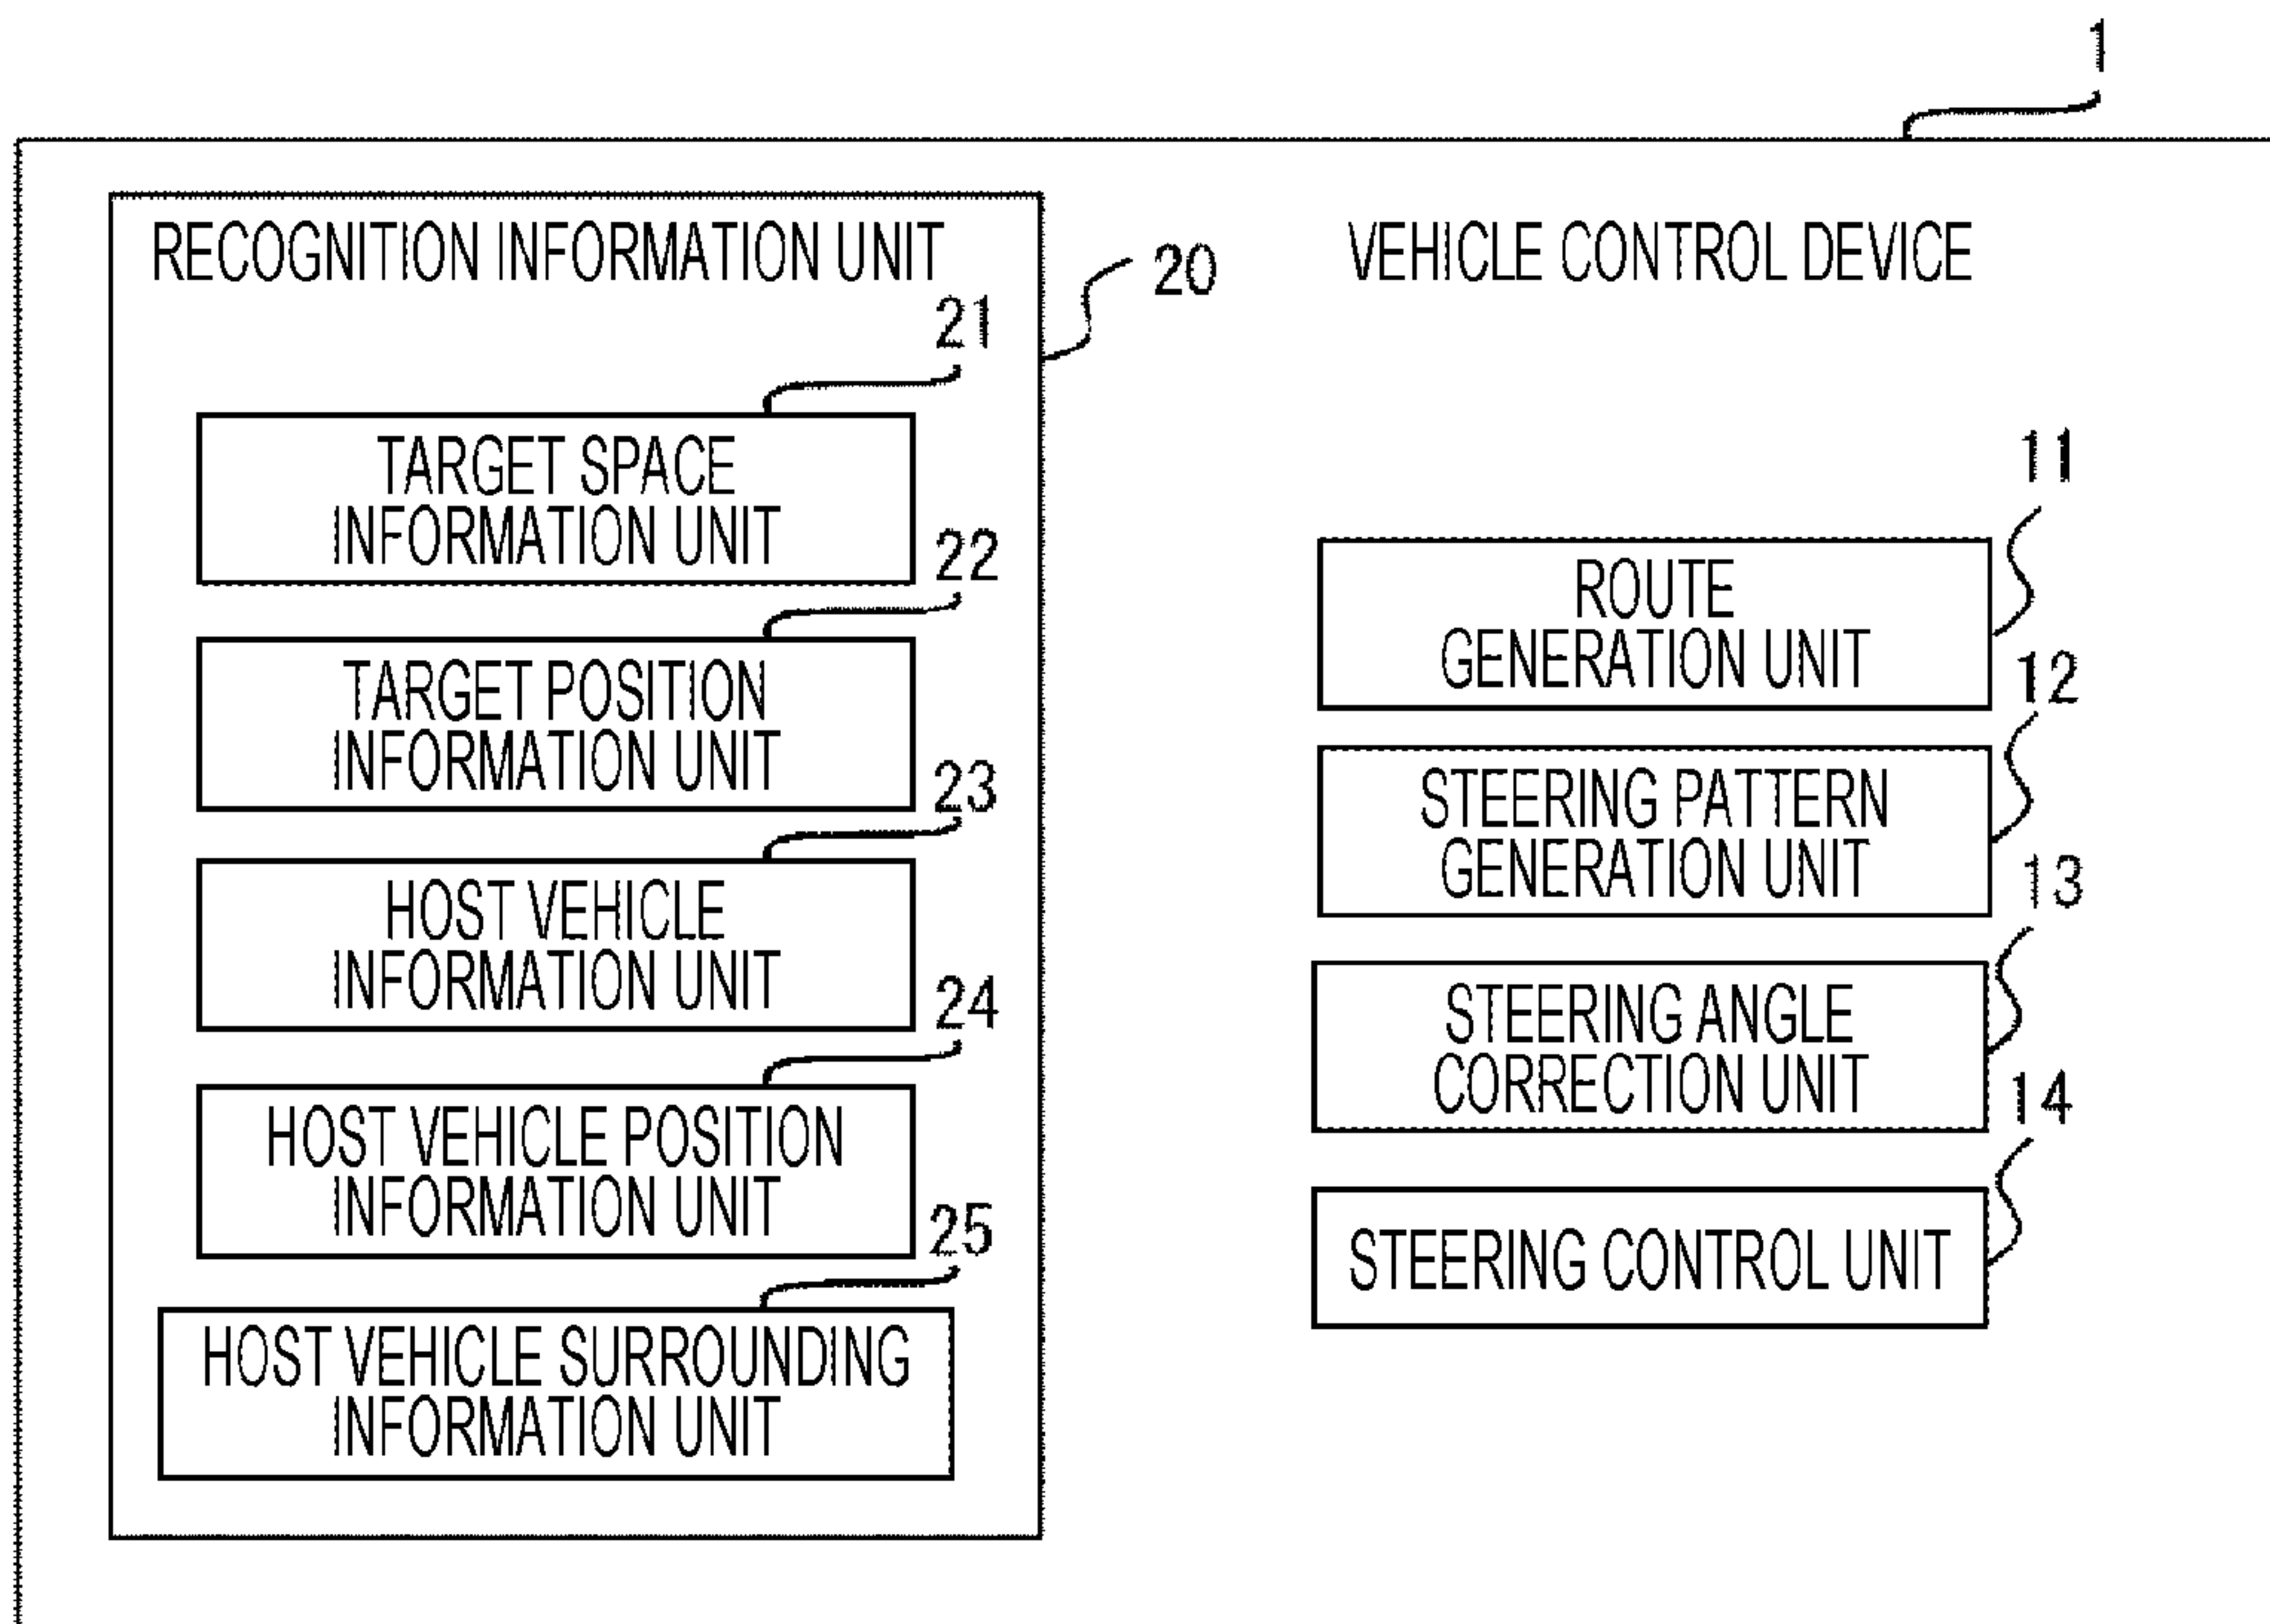 1
RECOGNITION INFORMATION UNIT
20
21
TARGET SPACE
INFORMATION UNIT
22
TARGET POSITION
INFORMATION UNIT
23
HOST VEHICLE
INFORMATION UNIT
24
HOST VEHICLE POSITION
INFORMATION UNIT
25
HOST VEHICLE SURROUNDING
INFORMATION UNIT
VEHICLE CONTROL DEVICE
11
ROUTE
GENERATION UNIT
12
STEERING PATTERN
GENERATION UNIT
13
STEERING ANGLE
CORRECTION UNIT
14
STEERING CONTROL UNIT